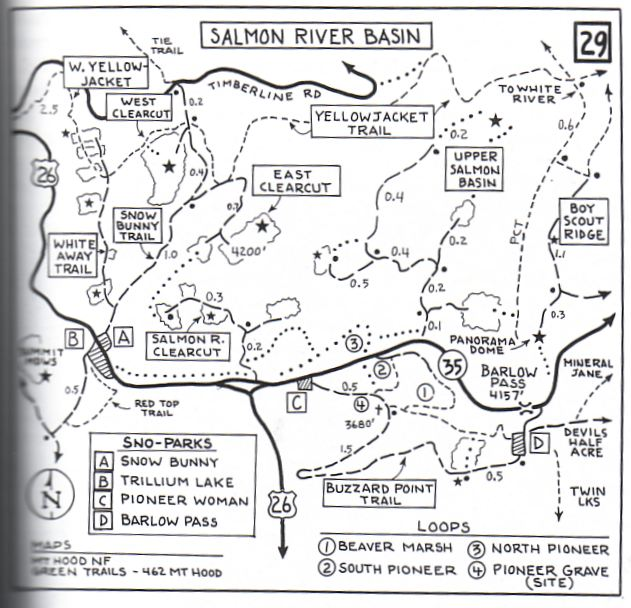 SALMON RIVER BASIN
29
TIE
TRAIL
W. YELLOW-
JACKET
WEST
CLEARCUT
TIMBERLINE RD
TO WHITE
RIVER
2.5
0.2
YELLOWJACKET
TRAIL
0.2
0.6
26
UPPER
SALMON
BASIN
EAST
CLEARCUT
0.4
0.4
0.7
SNOW
BUNNY
TRAIL
BOY
SCOUT
RIDGE
PCT
WHITE
AWAY
TRAIL
1.0
4200'
0.4
0.2
1.1
0.5
0.2
0.3
0.3
0.1
B
A
SALMON R.
CLEARCUT
0.2
3
PANORAMA
DOME
35
BARLOW
PASS
4157'
MINERAL
JANE
2
1
0.5
C
0.5
4
3680'
RED TOP
TRAIL
D
DEVILS
HALF
ACRE
1.5
0.5
BUZZARD POINT
TRAIL
TWIN
LKS
26
N
SNO-PARKS
A SNOW BUNNY
B TRILLIUM LAKE
C PIONEER WOMAN
D BARLOW PASS
LOOPS
1 BEAVER MARSH
2 SOUTH PIONEER
3 NORTH PIONEER
4 PIONEER GRAVE
(SITE)
MAPS
MT HOOD NF
GREEN TRAILS - 462 MT HOOD